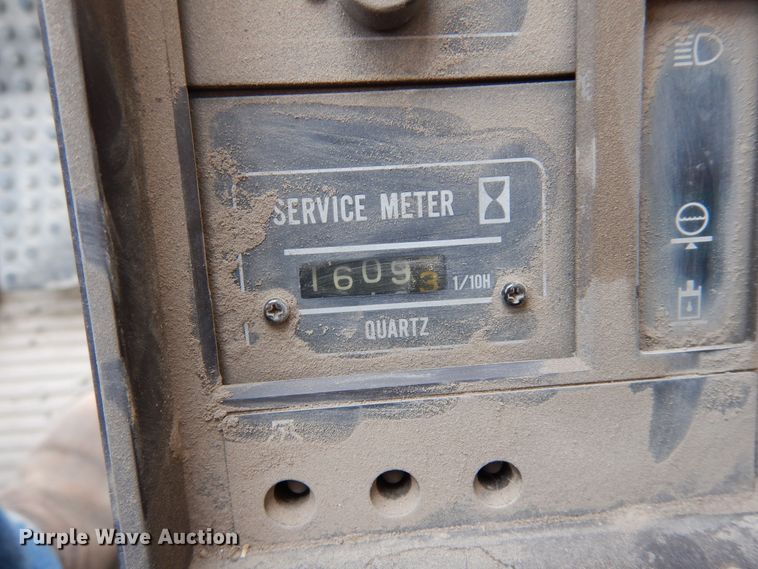 SERVICE METER
16093 1/10H
QUARTZ
Purple Wave Auction